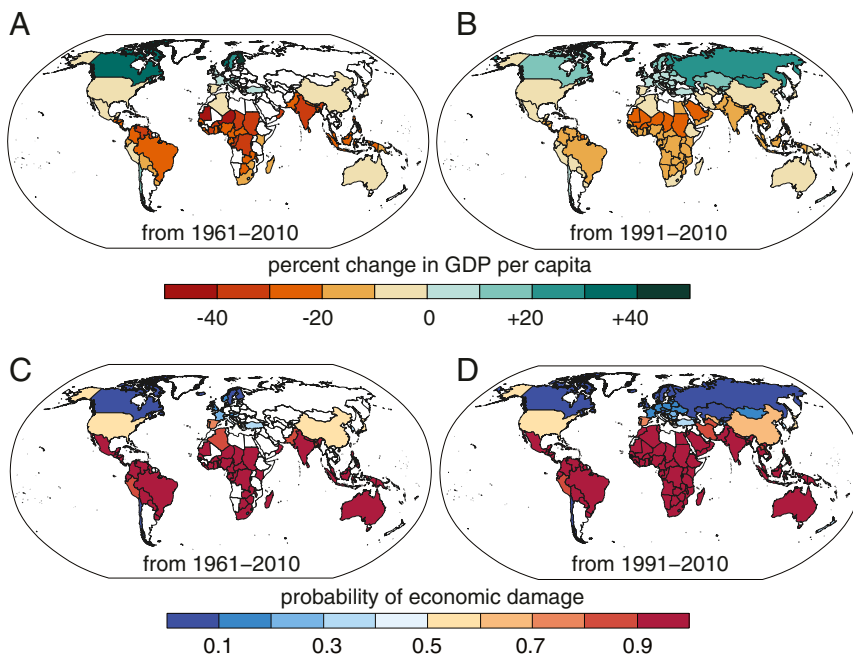 A
B
from 1961–2010
from 1991–2010
percent change in GDP per capita
-40 -20 0 +20 +40
C
D
from 1961–2010
from 1991–2010
probability of economic damage
0.1 0.3 0.5 0.7 0.9